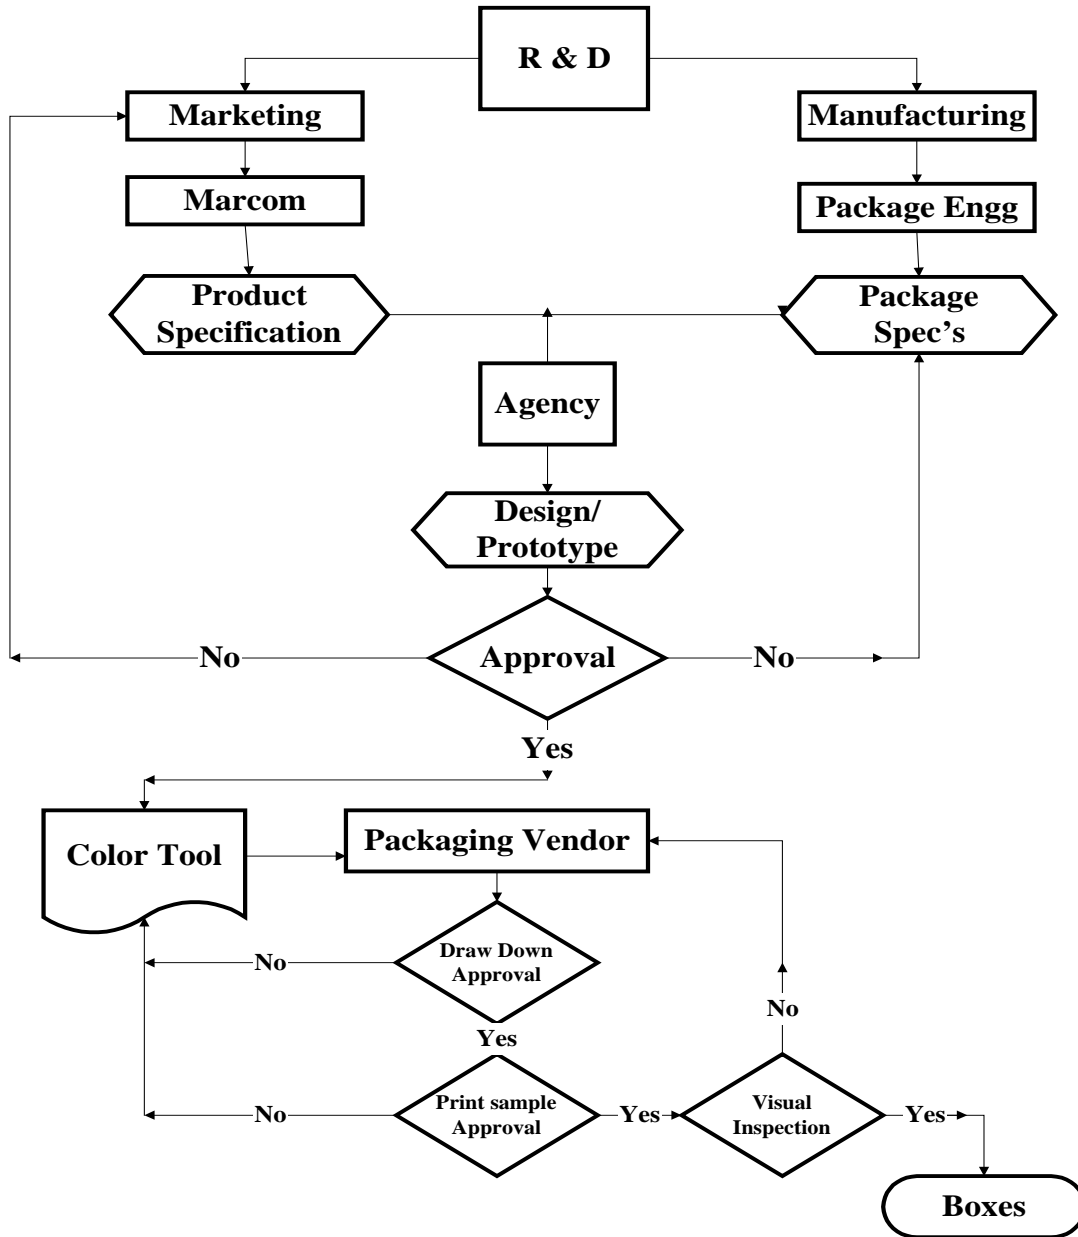 R & D
Marketing
Manufacturing
Marcom
Package Engg
Product
Specification
Package
Spec's
Agency
Design/
Prototype
No
Approval
No
Yes
Color Tool
Packaging Vendor
Draw Down
Approval
No
No
Yes
No
Print sample
Approval
Yes
Visual
Inspection
Yes
Boxes